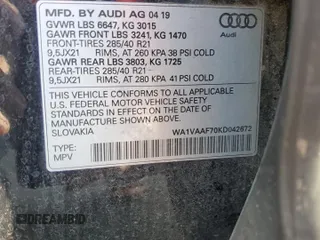 MFD. BY AUDI AG 04 19
GVWR LBS 6647, KG 3015
GAWR FRONT LBS 3241, KG 1470
FRONT-TIRES 285/40 R21
9,5JX21 RIMS, AT 260 KPA 38 PSI COLD
GAWR REAR LBS 3803, KG 1725
REAR-TIRES 285/40 R21
9,5JX21 RIMS, AT 280 KPA 41 PSI COLD
Audi
THIS VEHICLE CONFORMS TO ALL APPLICABLE
U.S. FEDERAL MOTOR VEHICLE SAFETY
STANDARDS IN EFFECT ON THE DATE OF
MANUFACTURE SHOWN ABOVE.
SLOVAKIA
WA1VAAF70KD042672
TYPE:
MPV
DREAMBID